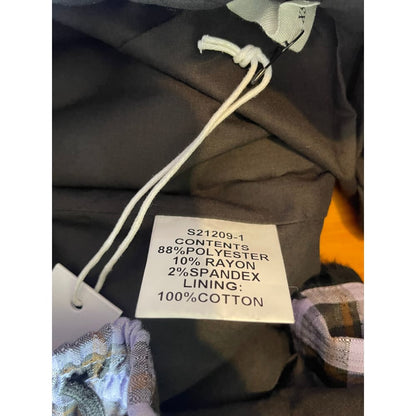 S21209-1
CONTENTS
88%POLYESTER
10% RAYON
2%SPANDEX
LINING:
100%COTTON